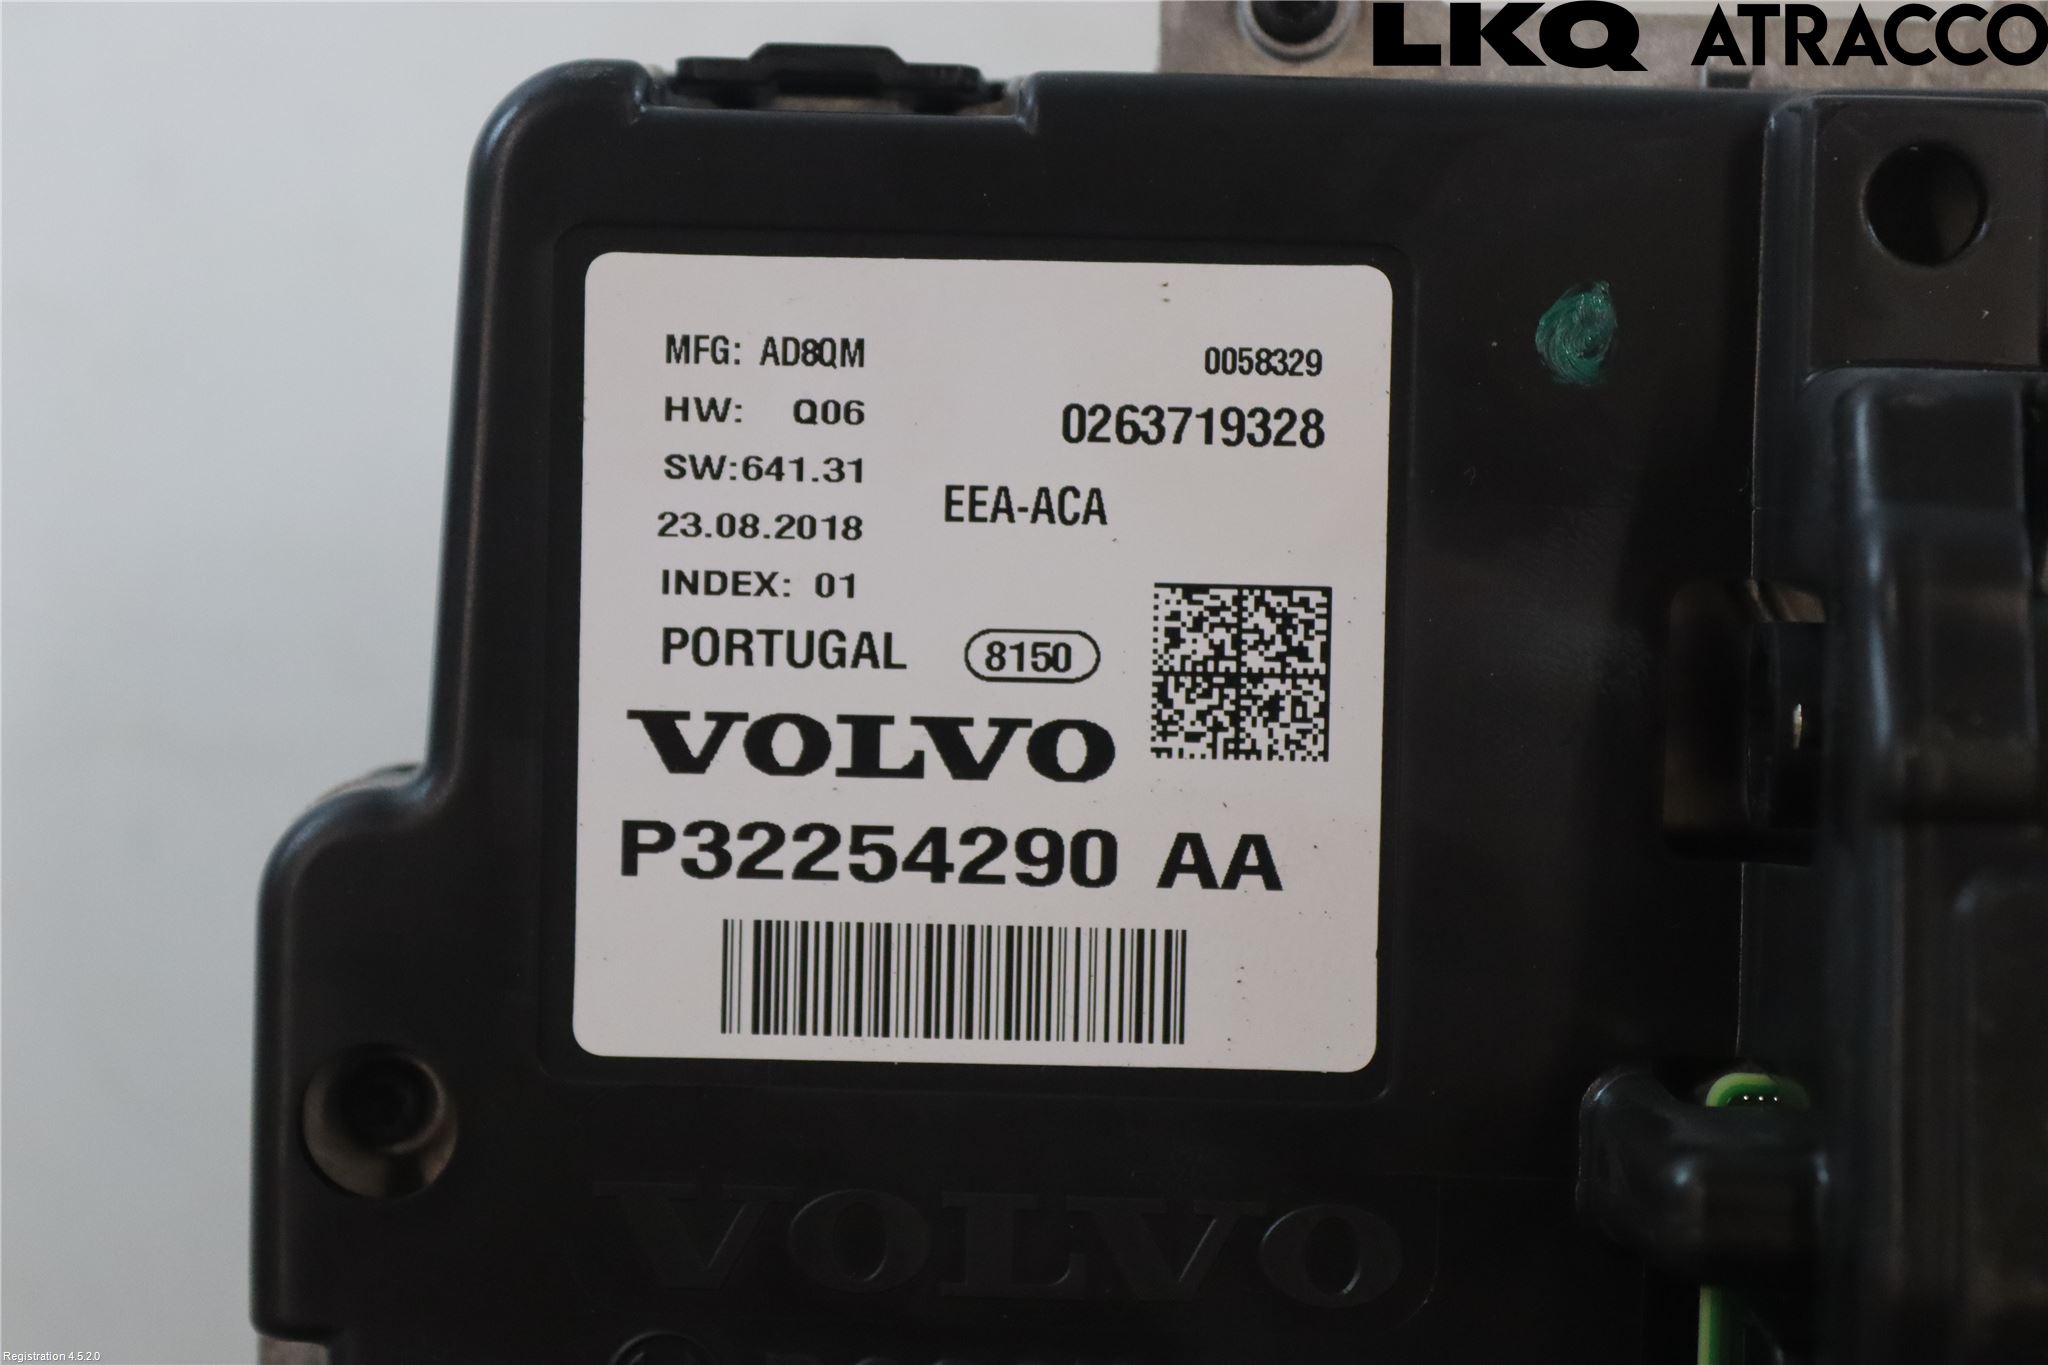 LKQ ATRACCO
MFG: AD8QM
0058329
HW: Q06
0263719328
SW:641.31
EEA-ACA
23.08.2018
INDEX: 01
PORTUGAL
8150
VOLVO
P32254290 AA
VOLVO
Registration 4.5.2.0